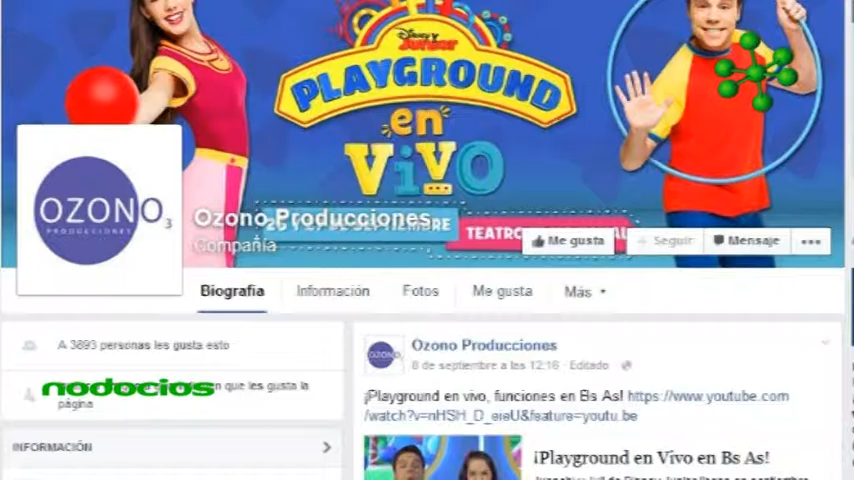 Disney
Junior
PLAYGROUND
en
VIVO
OZONO3
PRODUCCIONES
Ozono Producciones
Compañía
TEATRO
Me gusta
Seguir
Mensaje
Biografía
Información
Fotos
Me gusta
Más
A 3693 personas les gusta esto
nodocios
en que les gusta la
página
INFORMACIÓN
Ozono Producciones
8 de septiembre a las 12:16 · Editado
¡Playground en vivo, funciones en Bs As! https://www.youtube.com
/watch?v=nHSH_D_eieU&feature=youtu.be
¡Playground en Vivo en Bs As!